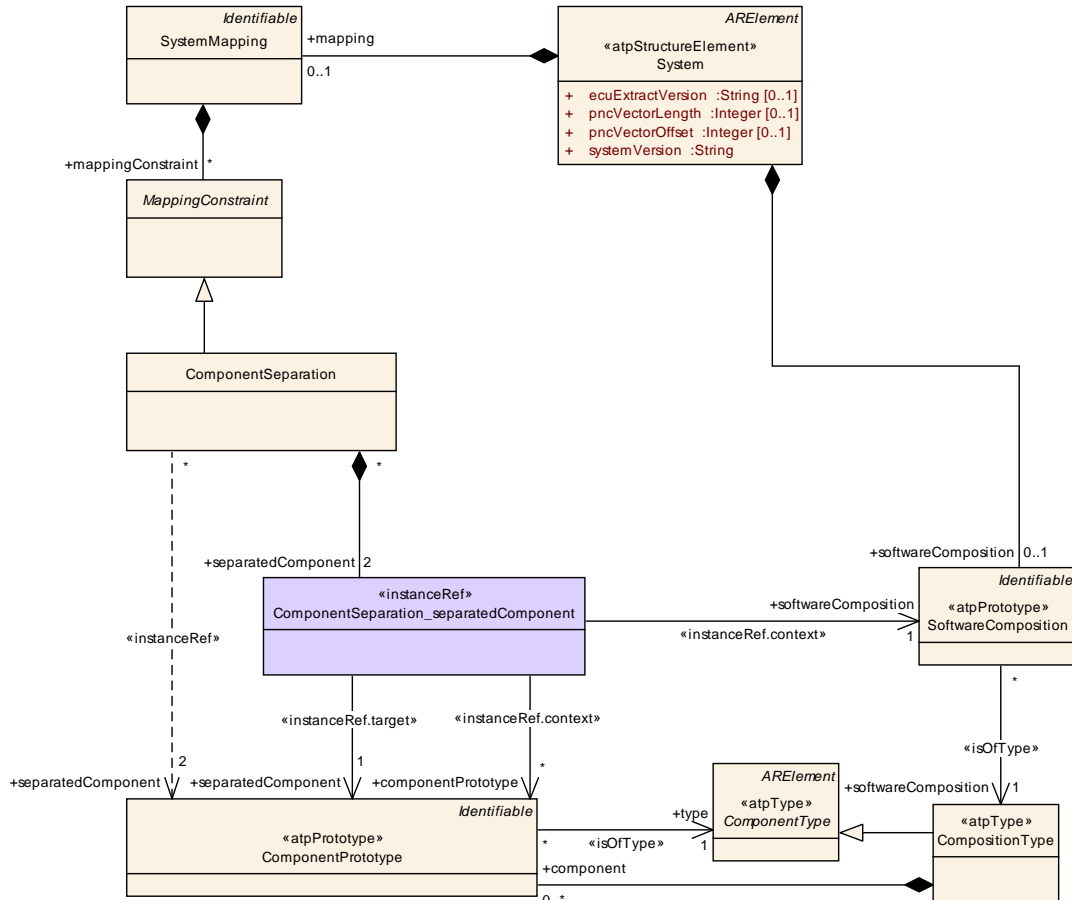 Identifiable
SystemMapping
+mapping
0..1
ARElement
«atpStructureElement»
System
+ ecuExtractVersion :String [0..1]
+ pncVectorLength :Integer [0..1]
+ pncVectorOffset :Integer [0..1]
+ systemVersion :String
+mappingConstraint
*
MappingConstraint
ComponentSeparation
*
*
+separatedComponent
2
+softwareComposition
0..1
«instanceRef»
ComponentSeparation_separatedComponent
+softwareComposition
«instanceRef.context»
1
Identifiable
«atpPrototype»
SoftwareComposition
«instanceRef»
*
«instanceRef.target»
«instanceRef.context»
«isOfType»
2
1
*
+separatedComponent
+separatedComponent
+componentPrototype
+softwareComposition
1
Identifiable
«atpPrototype»
ComponentPrototype
+type
1
*
«isOfType»
ARElement
«atpType»
ComponentType
«atpType»
CompositionType
+component
0..*